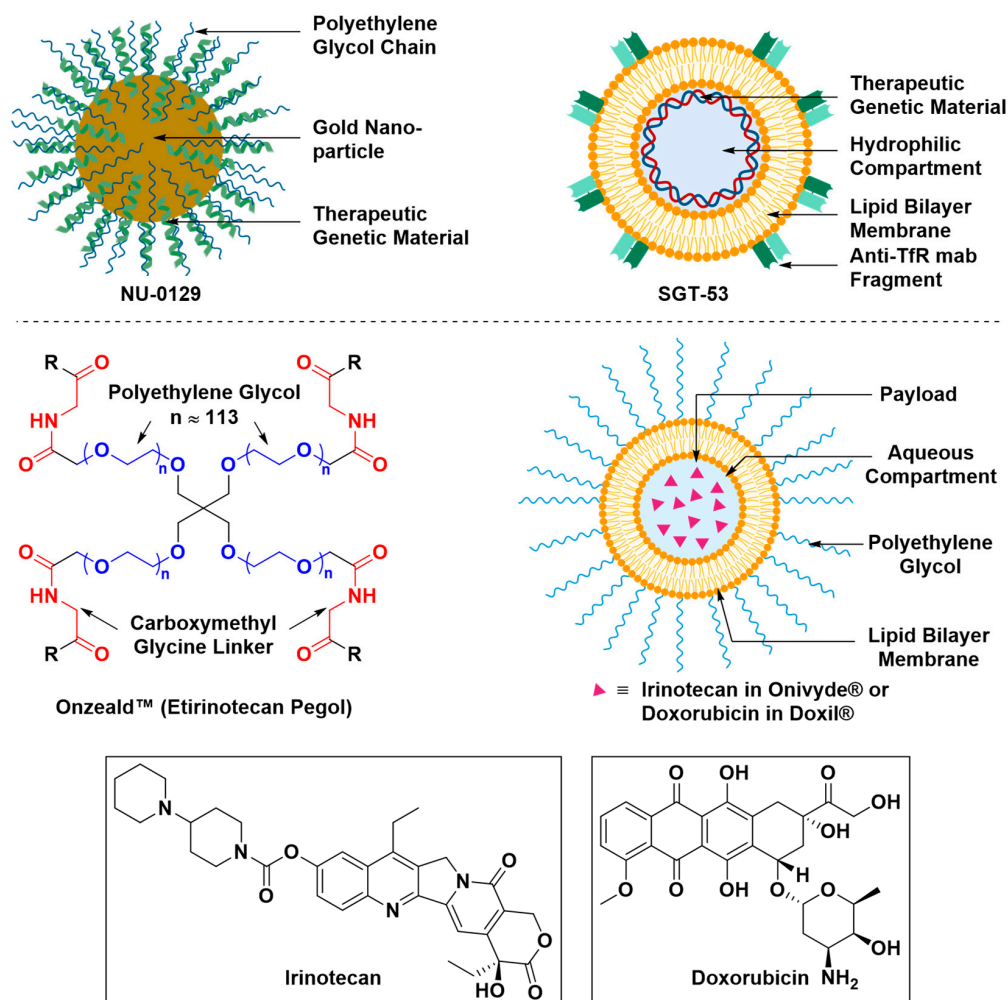 Polyethylene
Glycol Chain
Gold Nano-
particle
Therapeutic
Genetic Material
NU-0129
Therapeutic
Genetic Material
Hydrophilic
Compartment
Lipid Bilayer
Membrane
Anti-TfR mab
Fragment
SGT-53
R
O
R
O
Polyethylene Glycol
n ≈ 113
HN
NH
O
O
n
O
O
O
n
O
O
O
n
O
O
O
n
O
HN
NH
Carboxymethyl
Glycine Linker
R
O
R
O
Onzeald™ (Etirinotecan Pegol)
Payload
Aqueous
Compartment
Polyethylene
Glycol
Lipid Bilayer
Membrane
≡ Irinotecan in Onivyde® or
Doxorubicin in Doxil®
N
N
O
O
N
N
O
O
O
HO
Irinotecan
O
OH
O
OH
OH
O
O
OH
H
O
O
OH
NH2
Doxorubicin